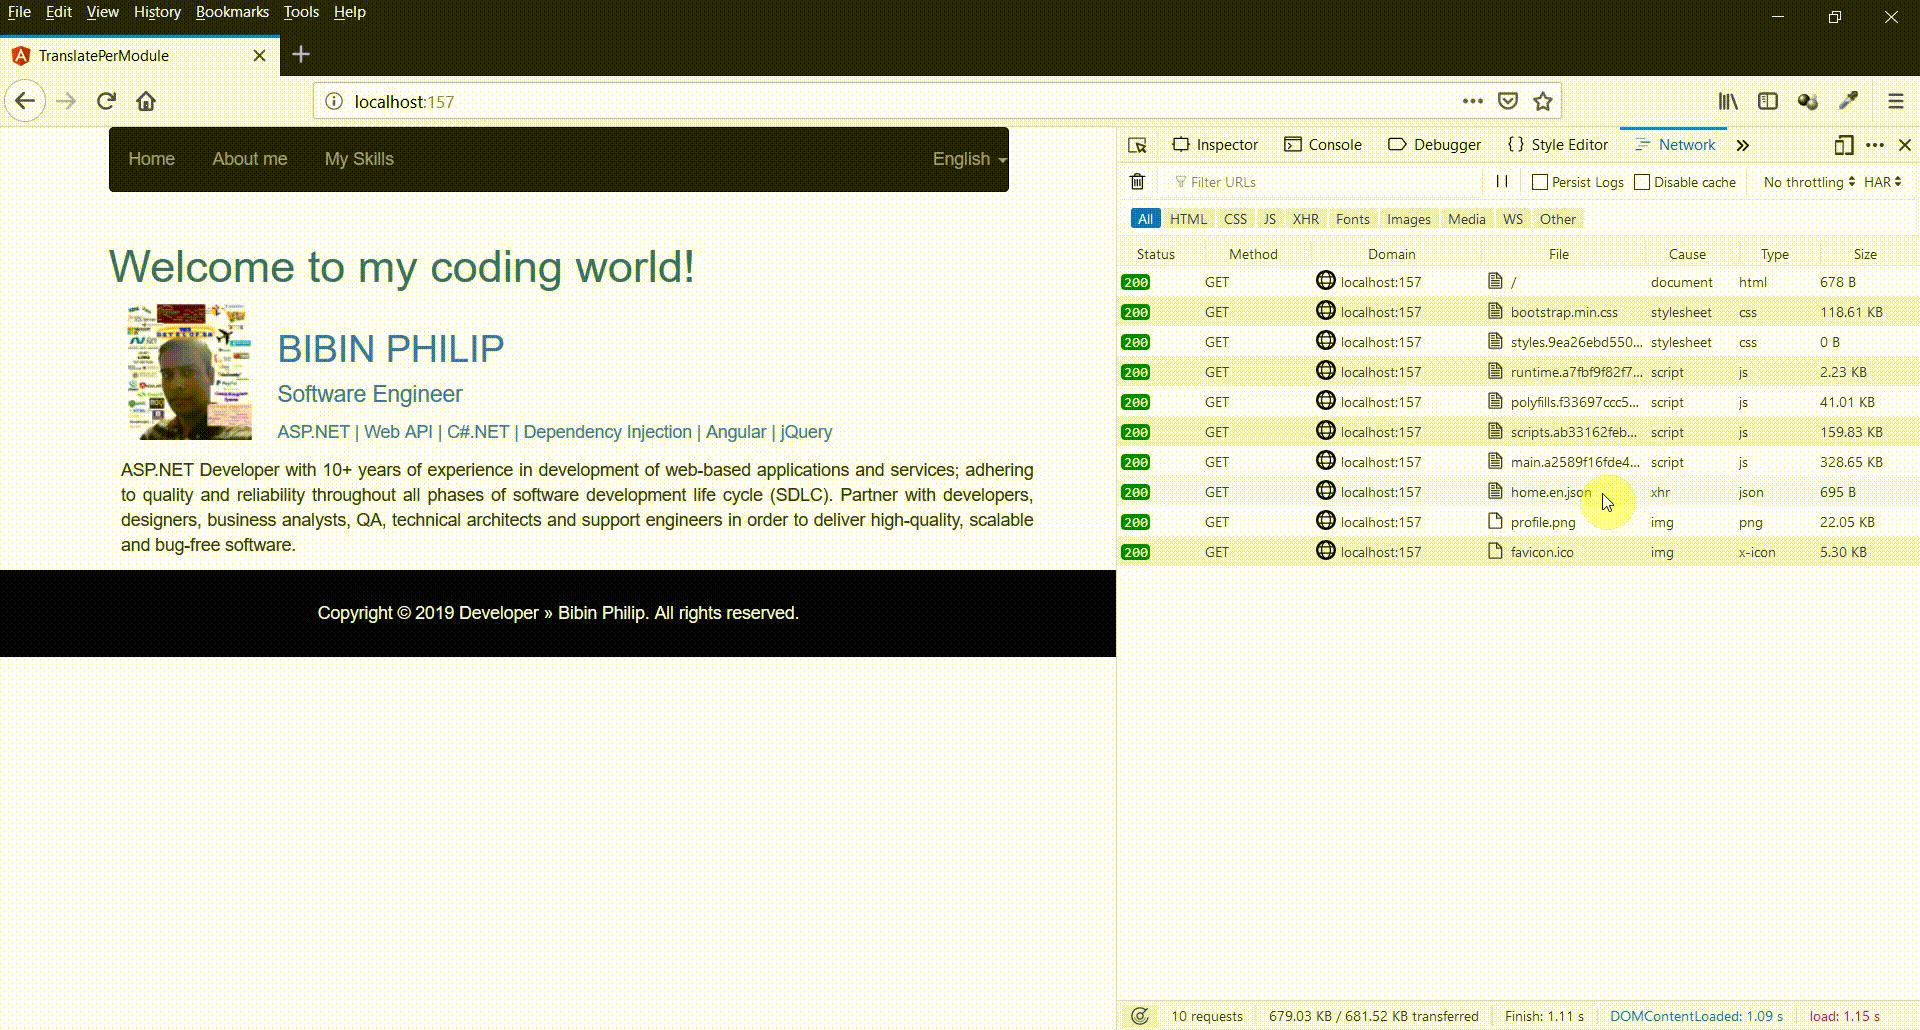 File Edit View History Bookmarks Tools Help
TranslatePerModule
localhost:157
Home About me My Skills English
Welcome to my coding world!
BIBIN PHILIP
Software Engineer
ASP.NET | Web API | C#.NET | Dependency Injection | Angular | jQuery
ASP.NET Developer with 10+ years of experience in development of web-based applications and services; adhering
to quality and reliability throughout all phases of software development life cycle (SDLC). Partner with developers,
designers, business analysts, QA, technical architects and support engineers in order to deliver high-quality, scalable
and bug-free software.
Copyright © 2019 Developer » Bibin Philip. All rights reserved.
Inspector Console Debugger {} Style Editor Network
Filter URLs Persist Logs Disable cache No throttling HAR
All HTML CSS JS XHR Fonts Images Media WS Other
Status Method Domain File Cause Type Size
200 GET localhost:157 / document html 678 B
200 GET localhost:157 bootstrap.min.css stylesheet css 118.61 KB
200 GET localhost:157 styles.9ea26ebd550... stylesheet css 0 B
200 GET localhost:157 runtime.a7fbf9f82f7... script js 2.23 KB
200 GET localhost:157 polyfills.f33697ccc5... script js 41.01 KB
200 GET localhost:157 scripts.ab33162feb... script js 159.83 KB
200 GET localhost:157 main.a2589f16fde4... script js 328.65 KB
200 GET localhost:157 home.en.json xhr json 695 B
200 GET localhost:157 profile.png img png 22.05 KB
200 GET localhost:157 favicon.ico img x-icon 5.30 KB
10 requests 679.03 KB / 681.52 KB transferred Finish: 1.11 s DOMContentLoaded: 1.09 s load: 1.15 s